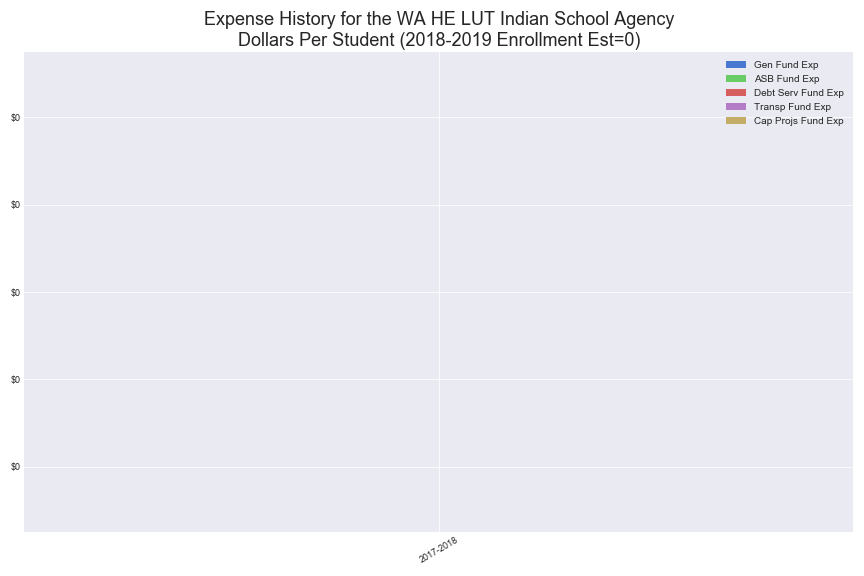 Expense History for the WA HE LUT Indian School Agency
Dollars Per Student (2018-2019 Enrollment Est=0)
Gen Fund Exp
ASB Fund Exp
Debt Serv Fund Exp
Transp Fund Exp
Cap Projs Fund Exp
$0
$0
$0
$0
$0
2017-2018